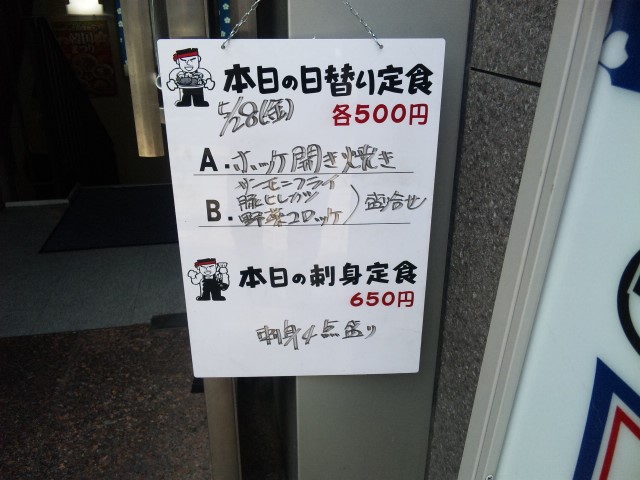 本日の日替り定食
5/28(金)
各500円
A.ホッケ開き焼き
サーモンフライ
B.豚ヒレカツ
野菜コロッケ
盛合せ
本日の刺身定食
650円
刺身4点盛り